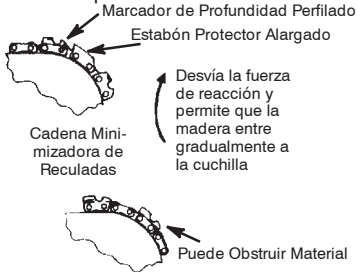 Marcador de Profundidad Perfilado
Estabón Protector Alargado
Desvía la fuerza
de reacción y
permite que la
madera entre
gradualmente a
la cuchilla
Cadena Mini-
mizadora de
Reculadas
Puede Obstruir Material